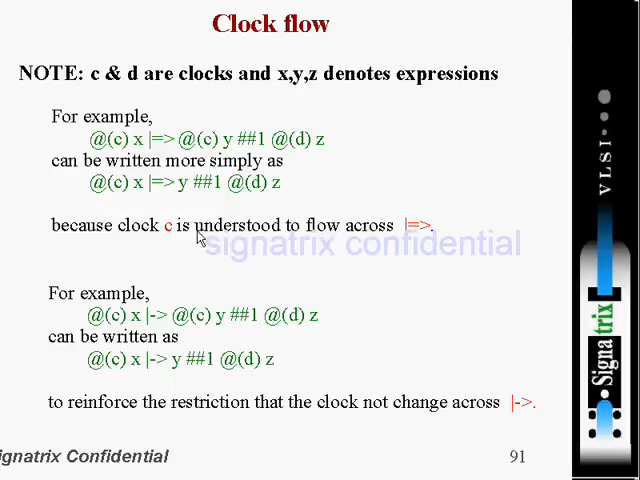 Clock flow
NOTE: c & d are clocks and x,y,z denotes expressions
For example,
@(c) x |=> @(c) y ##1 @(d) z
can be written more simply as
@(c) x |=> y ##1 @(d) z
because clock c is understood to flow across |=>.
signatrix confidential
For example,
@(c) x |-> @(c) y ##1 @(d) z
can be written as
@(c) x |-> y ##1 @(d) z
to reinforce the restriction that the clock not change across |->.
ignatrix Confidential
91
VLSI
Signatrix